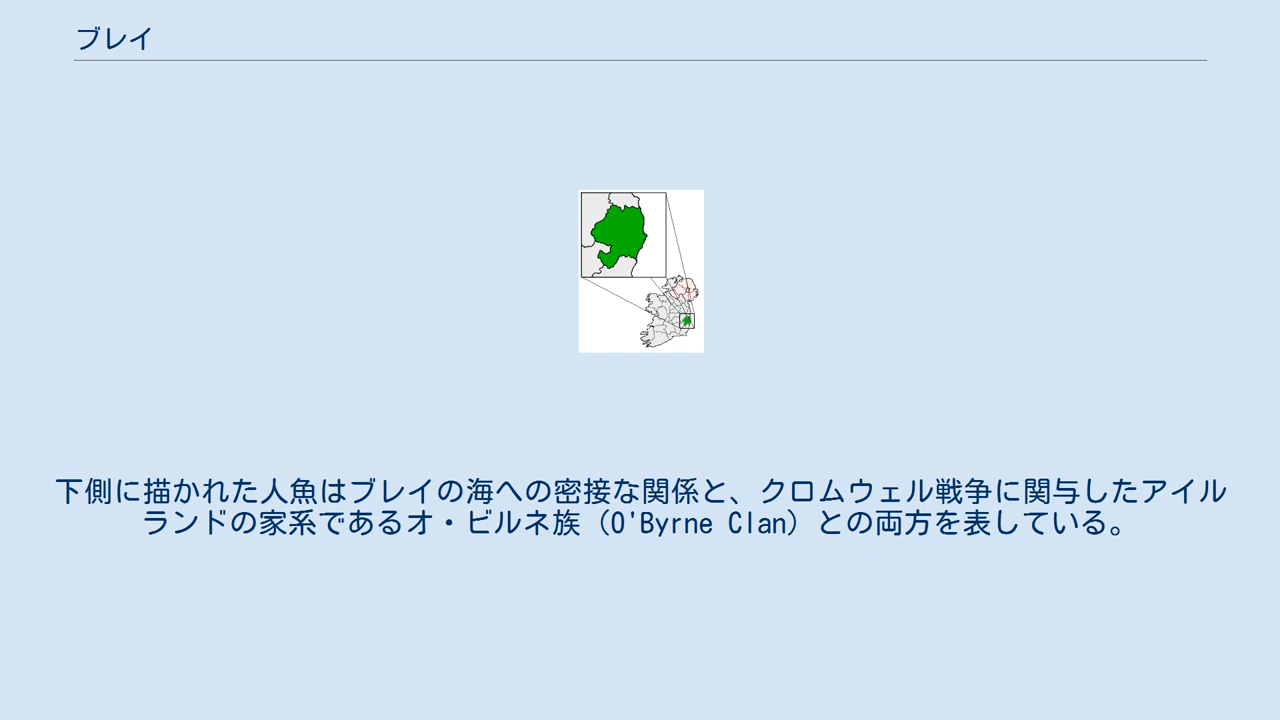 ブレイ
下側に描かれた人魚はブレイの海への密接な関係と、クロムウェル戦争に関与したアイル
ランドの家系であるオ・ビルネ族（O'Byrne Clan）との両方を表している。